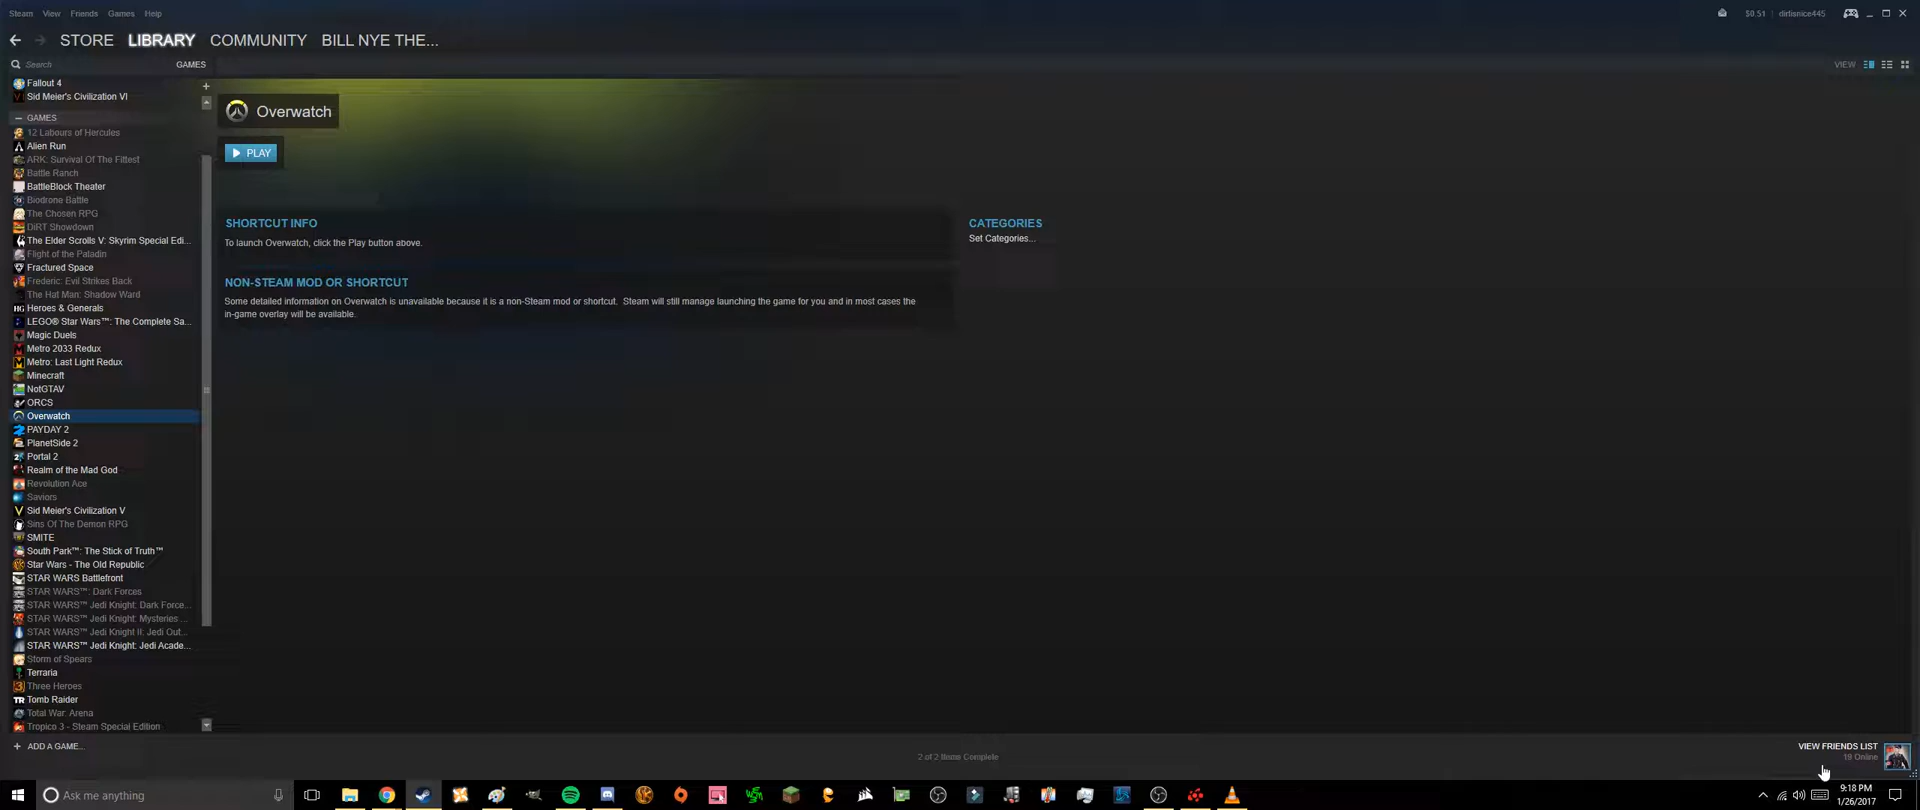 Steam View Friends Games Help
$0.51 dirtisnice445
STORE LIBRARY COMMUNITY BILL NYE THE...
Search GAMES
VIEW
Fallout 4
Sid Meier's Civilization VI
GAMES
12 Labours of Hercules
Alien Run
ARK: Survival Of The Fittest
Battle Ranch
BattleBlock Theater
Biodrone Battle
The Chosen RPG
DiRT Showdown
The Elder Scrolls V: Skyrim Special Edi...
Flight of the Paladin
Fractured Space
Frederic: Evil Strikes Back
The Hat Man: Shadow Ward
Heroes & Generals
LEGO® Star Wars™: The Complete Sa...
Magic Duels
Metro 2033 Redux
Metro: Last Light Redux
Minecraft
NotGTAV
ORCS
Overwatch
PAYDAY 2
PlanetSide 2
Portal 2
Realm of the Mad God
Revolution Ace
Saviors
Sid Meier's Civilization V
Sins Of The Demon RPG
SMITE
South Park™: The Stick of Truth™
Star Wars - The Old Republic
STAR WARS Battlefront
STAR WARS™: Dark Forces
STAR WARS™ Jedi Knight: Dark Force...
STAR WARS™ Jedi Knight: Mysteries ...
STAR WARS™ Jedi Knight II: Jedi Out...
STAR WARS™ Jedi Knight: Jedi Acade...
Storm of Spears
Terraria
Three Heroes
Tomb Raider
Total War: Arena
Tropico 3 - Steam Special Edition
ADD A GAME...
Overwatch
PLAY
SHORTCUT INFO
To launch Overwatch, click the Play button above.
NON-STEAM MOD OR SHORTCUT
Some detailed information on Overwatch is unavailable because it is a non-Steam mod or shortcut. Steam will still manage launching the game for you and in most cases the
in-game overlay will be available.
CATEGORIES
Set Categories...
2 of 2 Items Complete
VIEW FRIENDS LIST
19 Online
Ask me anything
9:18 PM
1/26/2017